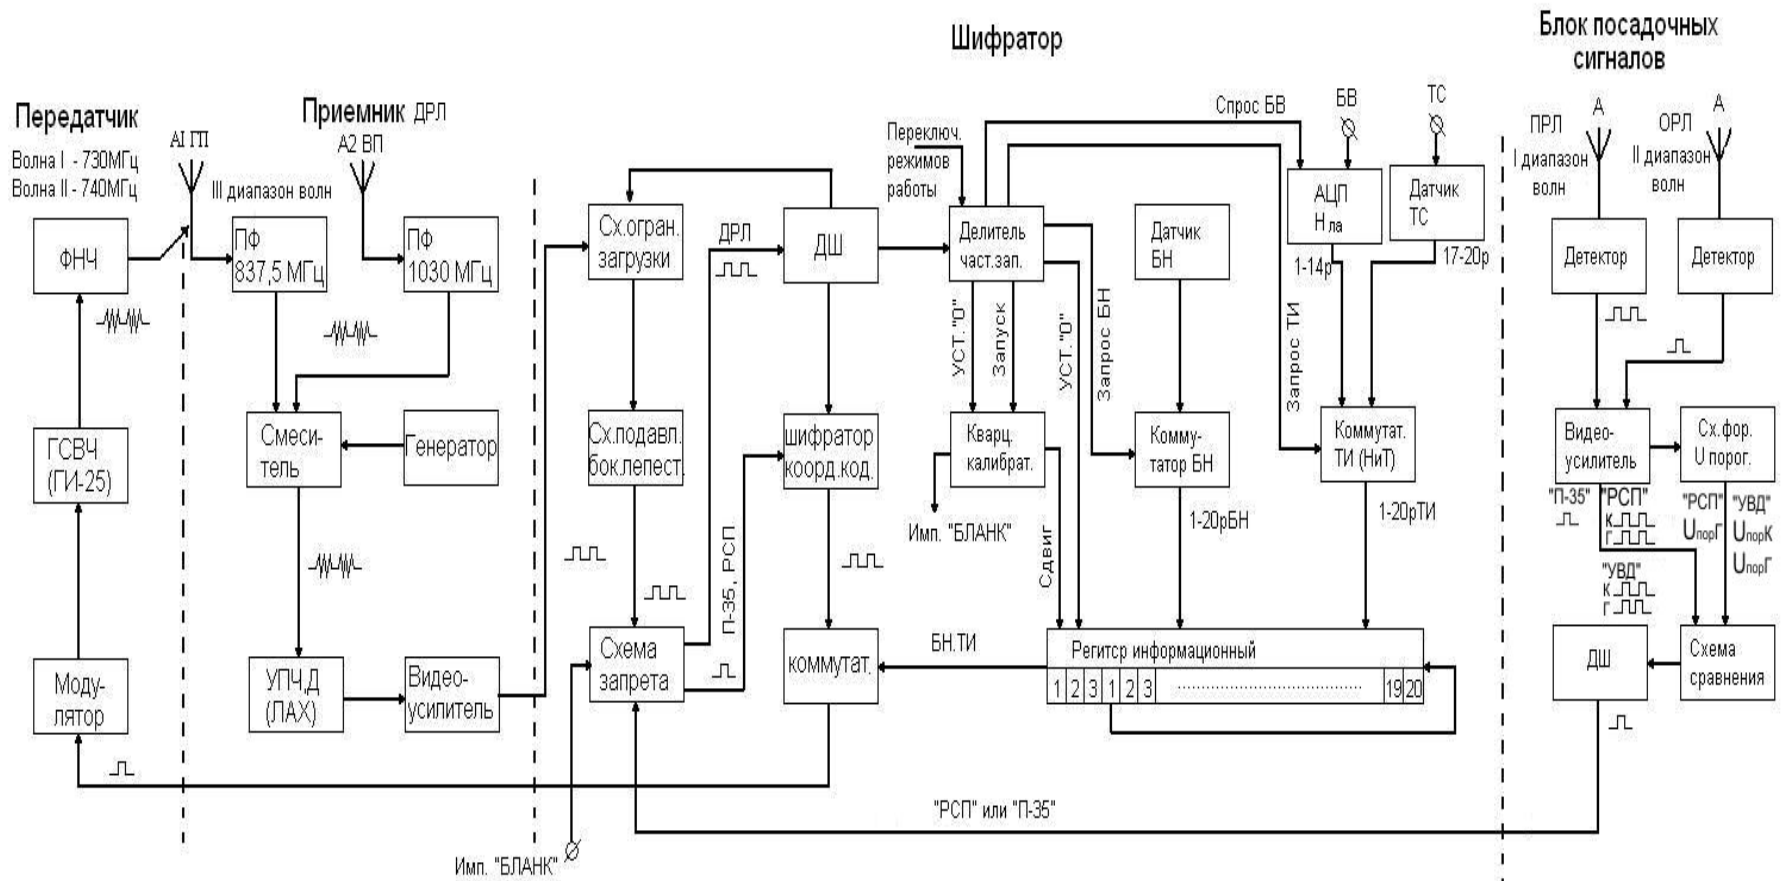 Шифратор
Блок посадочных
сигналов
Передатчик
Волна I - 730МГц
Волна II - 740МГц
АI ГП
Приемник ДРЛ
А2 ВП
III диапазон волн
ФНЧ
ПФ
837,5 МГц
ПФ
1030 МГц
ГСВЧ
(ГИ-25)
Смеси-
тель
Генератор
Моду-
лятор
УПЧ,Д
(ЛАХ)
Видео-
усилитель
Сх.огран.
загрузки
ДРЛ
ДШ
Сх.подавл.
бок.лепест.
шифратор
коорд.код.
П-35, РСП
Схема
запрета
коммутат.
Имп. "БЛАНК"
Переключ.
режимов
работы
Делитель
част.зап.
Спрос БВ
БВ
ТС
АЦП
Н ла
Датчик
ТС
Датчик
БН
1-14р
17-20р
УСТ."0"
Запуск
УСТ."0"
Запрос БН
Запрос ТИ
Кварц.
калибрат.
Комму-
татор БН
Коммутат.
ТИ (НиТ)
Имп. "БЛАНК"
Сдвиг
1-20рБН
1-20рТИ
БН.ТИ
Регитср информационный
1 2 3 1 2 3 ........................ 19 20
"РСП" или "П-35"
ПРЛ
А
I диапазон
волн
ОРЛ
А
II диапазон
волн
Детектор
Детектор
Видео-
усилитель
Сх.фор.
U порог.
"П-35"
"РСП"
К
Г
"УВД"
К
Г
"РСП"
UпорГ
"УВД"
UпорК
UпорГ
ДШ
Схема
сравнения